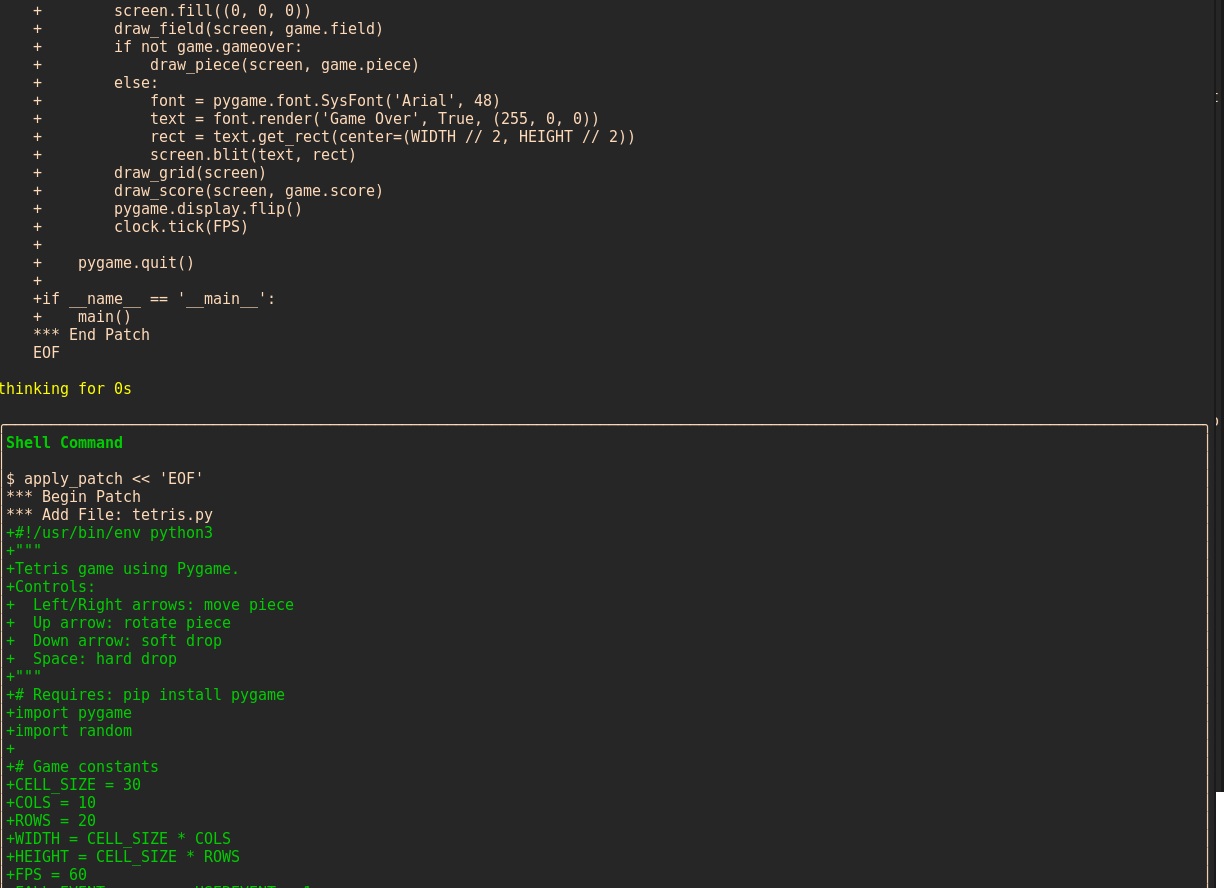 +        screen.fill((0, 0, 0))
+        draw_field(screen, game.field)
+        if not game.gameover:
+            draw_piece(screen, game.piece)
+        else:
+            font = pygame.font.SysFont('Arial', 48)
+            text = font.render('Game Over', True, (255, 0, 0))
+            rect = text.get_rect(center=(WIDTH // 2, HEIGHT // 2))
+            screen.blit(text, rect)
+        draw_grid(screen)
+        draw_score(screen, game.score)
+        pygame.display.flip()
+        clock.tick(FPS)
+
+    pygame.quit()
+
+if __name__ == '__main__':
+    main()
*** End Patch
EOF
thinking for 0s
Shell Command
$ apply_patch << 'EOF'
*** Begin Patch
*** Add File: tetris.py
+#!/usr/bin/env python3
+"""
+Tetris game using Pygame.
+Controls:
+  Left/Right arrows: move piece
+  Up arrow: rotate piece
+  Down arrow: soft drop
+  Space: hard drop
+"""
+# Requires: pip install pygame
+import pygame
+import random
+
+# Game constants
+CELL_SIZE = 30
+COLS = 10
+ROWS = 20
+WIDTH = CELL_SIZE * COLS
+HEIGHT = CELL_SIZE * ROWS
+FPS = 60